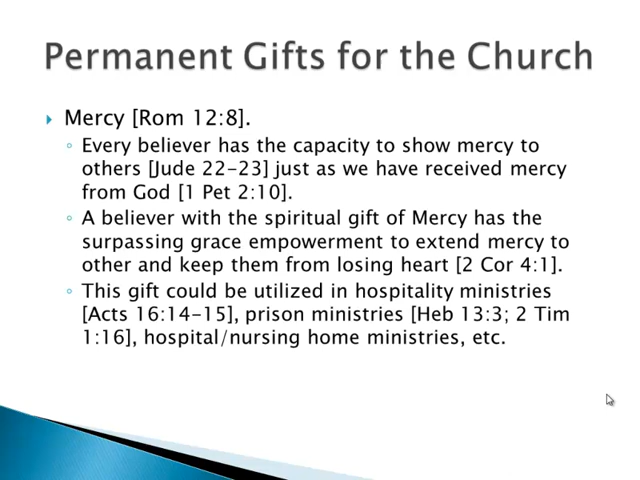 Permanent Gifts for the Church
Mercy [Rom 12:8].
Every believer has the capacity to show mercy to
others [Jude 22-23] just as we have received mercy
from God [1 Pet 2:10].
A believer with the spiritual gift of Mercy has the
surpassing grace empowerment to extend mercy to
other and keep them from losing heart [2 Cor 4:1].
This gift could be utilized in hospitality ministries
[Acts 16:14-15], prison ministries [Heb 13:3; 2 Tim
1:16], hospital/nursing home ministries, etc.